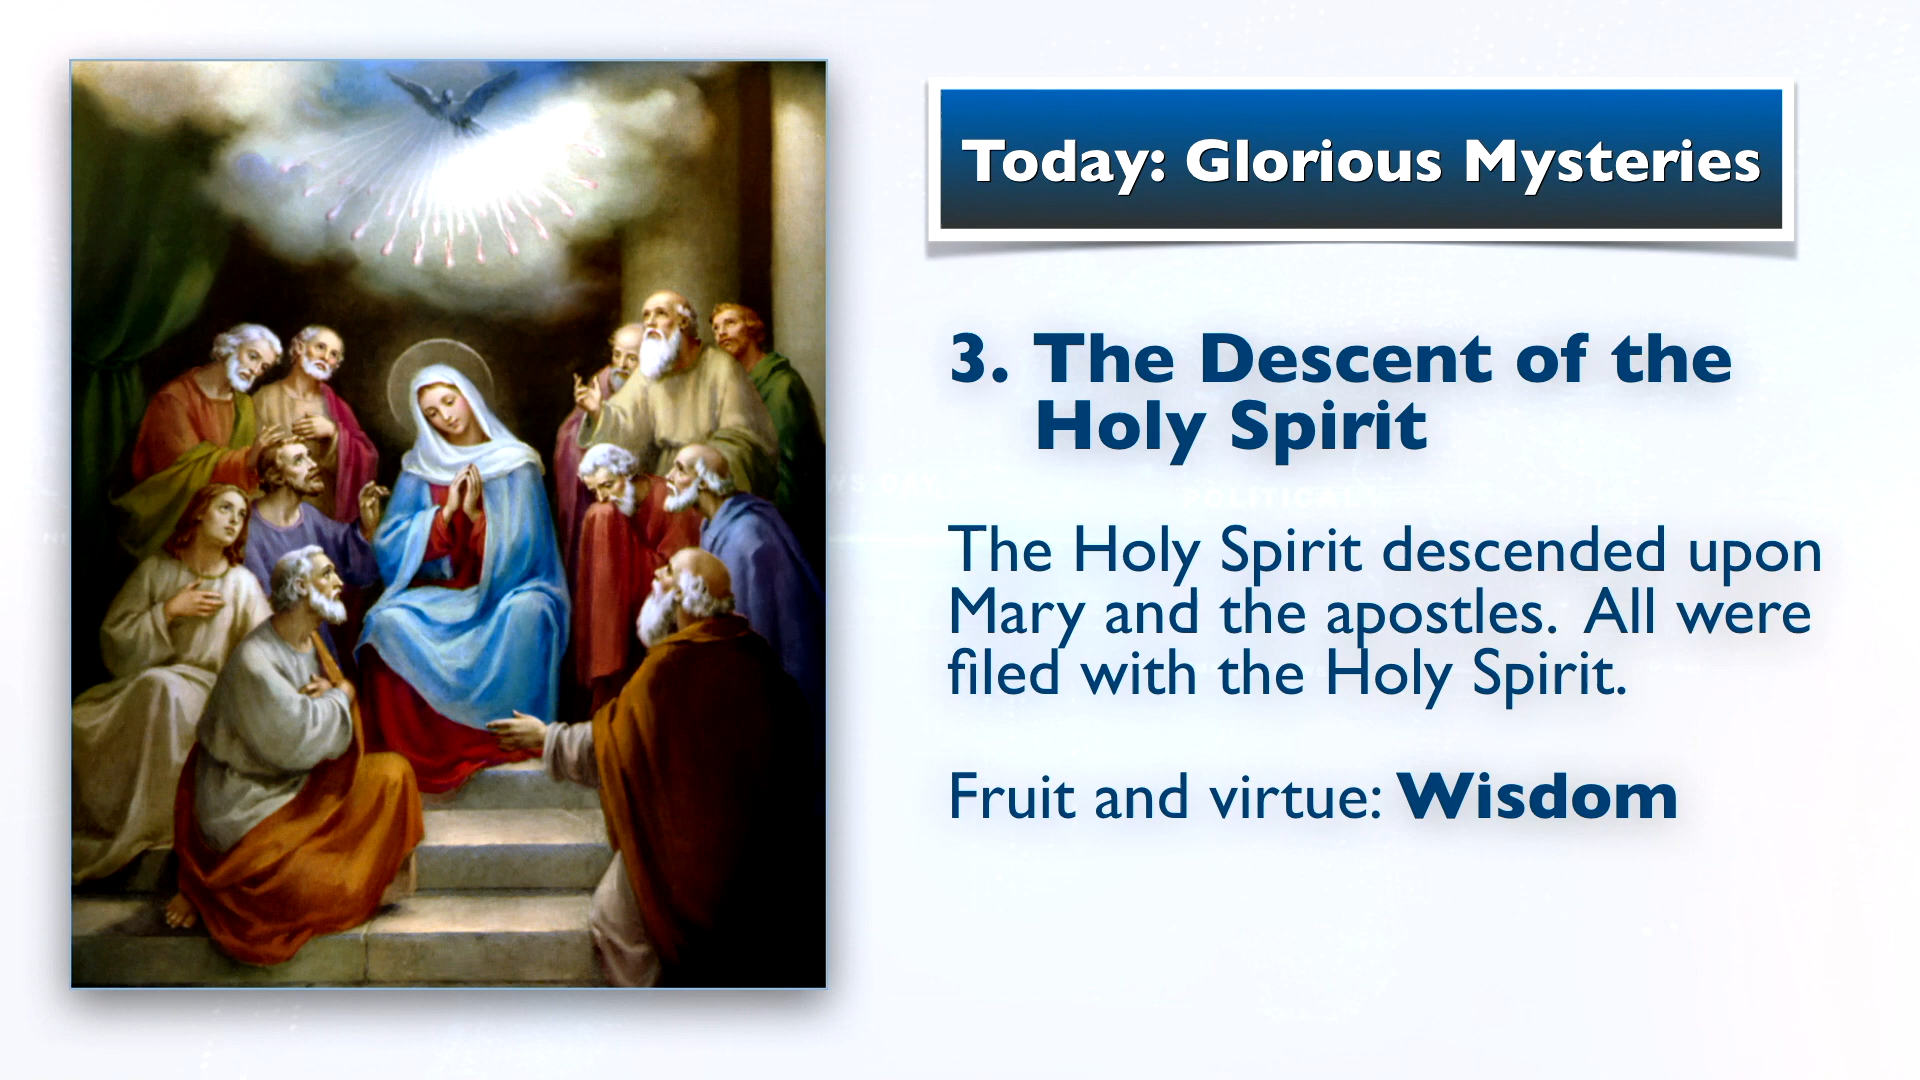 Today: Glorious Mysteries
3. The Descent of the
Holy Spirit
POLITICAL
The Holy Spirit descended upon
Mary and the apostles. All were
filed with the Holy Spirit.
Fruit and virtue: Wisdom